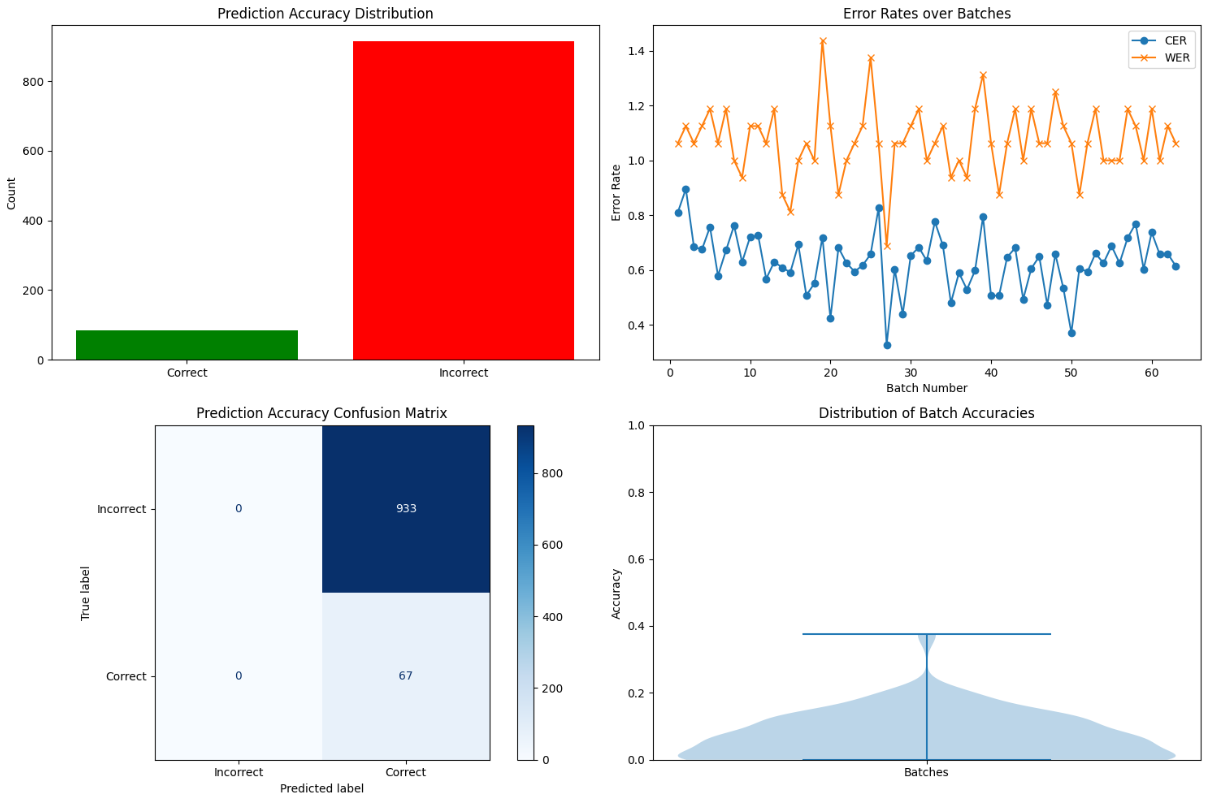 Prediction Accuracy Distribution
Count
800
600
400
200
0
Correct
Incorrect
Error Rates over Batches
CER
WER
Error Rate
1.4
1.2
1.0
0.8
0.6
0.4
0
10
20
30
40
50
60
Batch Number
Prediction Accuracy Confusion Matrix
True label
Incorrect
Correct
0
933
0
67
Incorrect
Correct
Predicted label
800
600
400
200
0
Distribution of Batch Accuracies
Accuracy
1.0
0.8
0.6
0.4
0.2
0.0
Batches